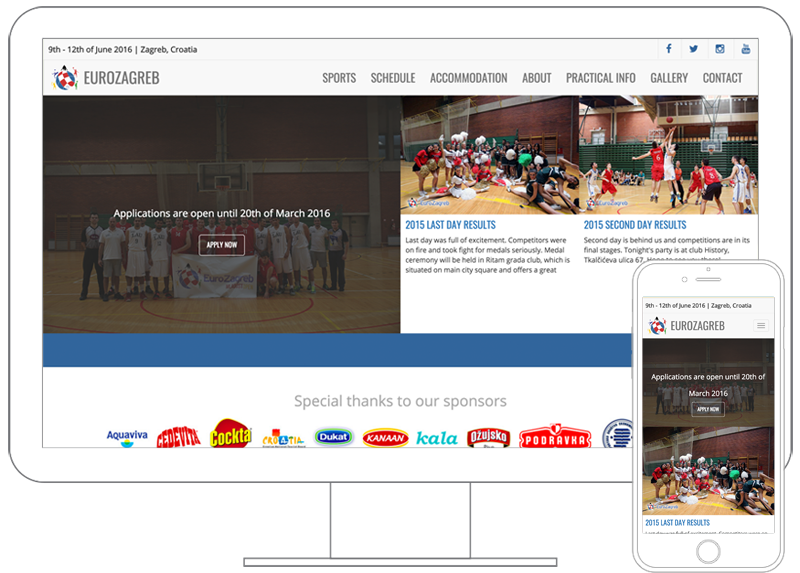 9th - 12th of June 2016 | Zagreb, Croatia
EUROZAGREB
SPORTS SCHEDULE ACCOMMODATION ABOUT PRACTICAL INFO GALLERY CONTACT
Applications are open until 20th of March 2016
APPLY NOW
EuroZagreb
2015 LAST DAY RESULTS
Last day was full of excitement. Competitors were
on fire and took fight for medals seriously. Medal
ceremony will be held in Ritam grada club, which is
situated on main city square and offers a great
2015 SECOND DAY RESULTS
Second day is behind us and competitions are in its
final stages. Tonight's party is at club History,
Tkalčićeva ulica 67.
Special thanks to our sponsors
Aquaviva
CEDEVITA
Cockta
CROATIA
Dukat
KANAAN
kala
Ožujsko
PODRAVKA
9th - 12th of June 2016 | Zagreb, Croatia
EUROZAGREB
Applications are open until 20th of
March 2016
APPLY NOW
2015 LAST DAY RESULTS